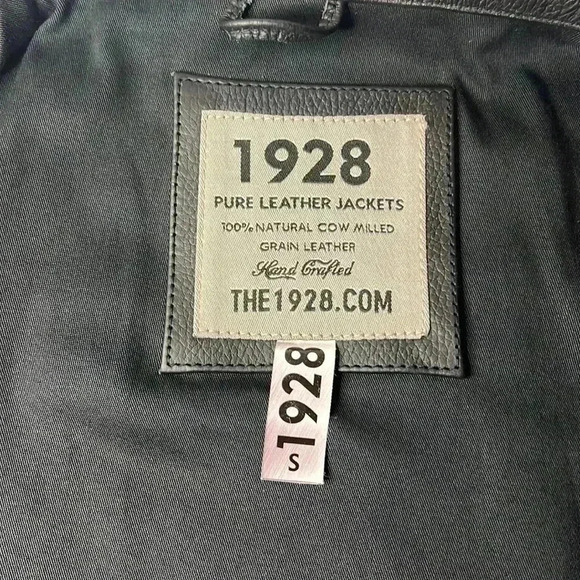 1928
PURE LEATHER JACKETS
100% NATURAL COW MILLED
GRAIN LEATHER
Hand Crafted
THE1928.COM
1928
S